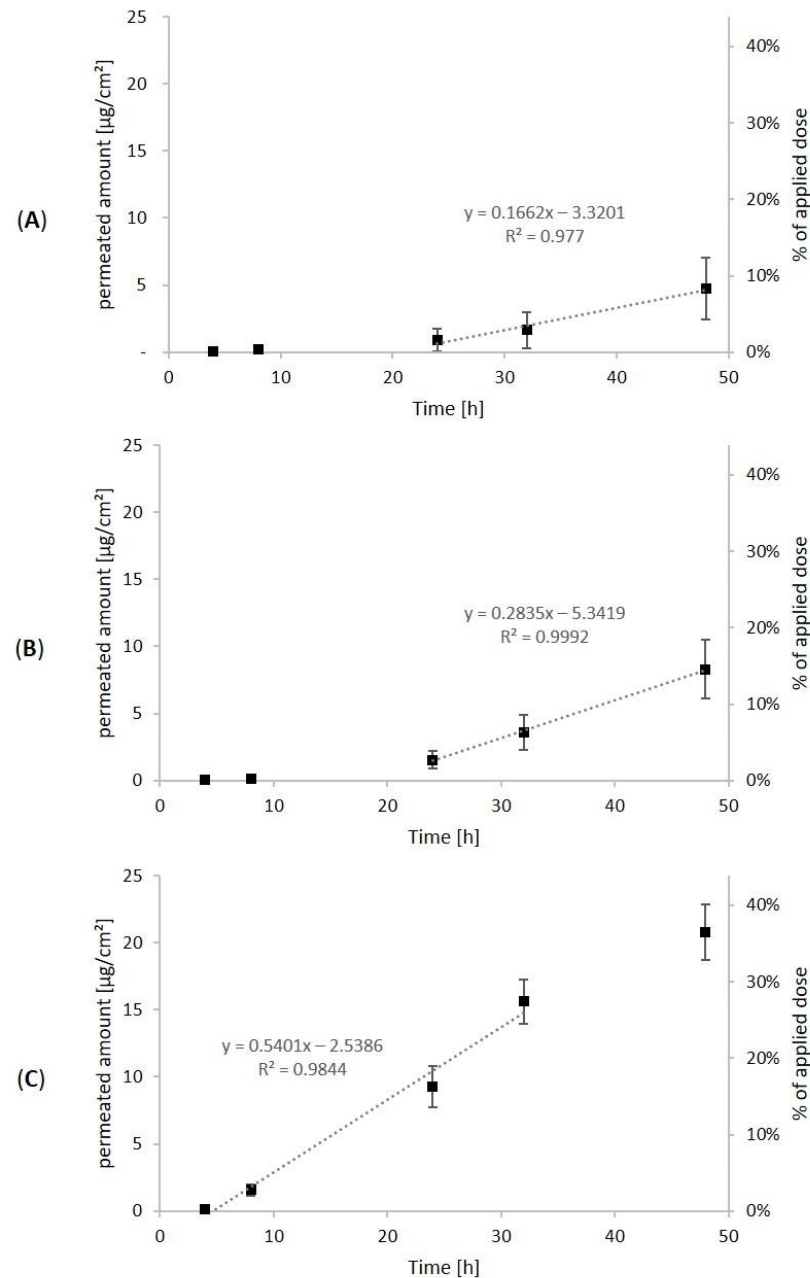 (A)
permeated amount [µg/cm²]
25
20
15
10
5
-
0
10
20
30
40
50
Time [h]
y = 0.1662x – 3.3201
R² = 0.977
40%
30%
20%
10%
0%
% of applied dose
(B)
permeated amount [µg/cm²]
25
20
15
10
5
0
0
10
20
30
40
50
Time [h]
y = 0.2835x – 5.3419
R² = 0.9992
40%
30%
20%
10%
0%
% of applied dose
(C)
permeated amount [µg/cm²]
25
20
15
10
5
0
0
10
20
30
40
50
Time [h]
y = 0.5401x – 2.5386
R² = 0.9844
40%
30%
20%
10%
0%
% of applied dose